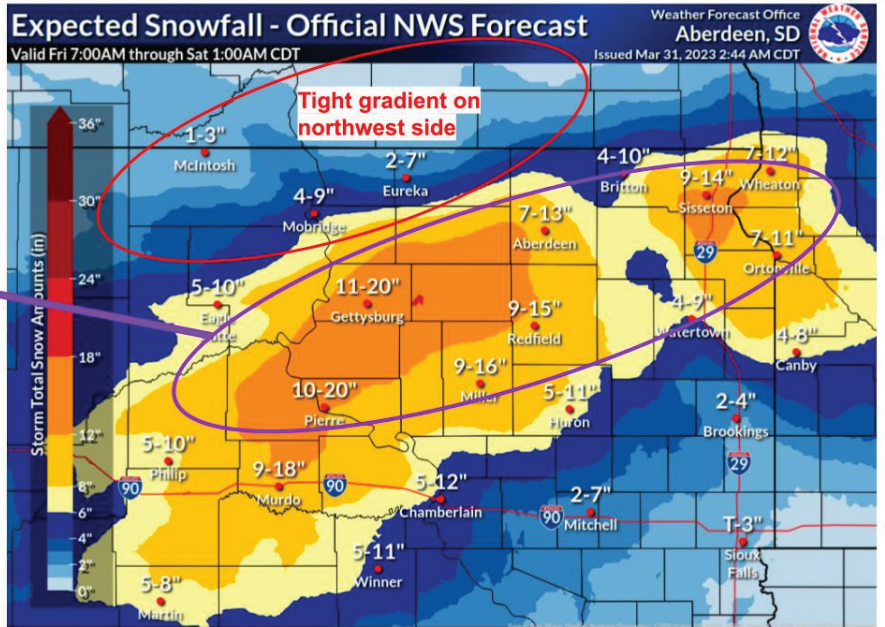 Expected Snowfall - Official NWS Forecast
Valid Fri 7:00AM through Sat 1:00AM CDT
Weather Forecast Office
Aberdeen, SD
Issued Mar 31, 2023 2:44 AM CDT
NATIONAL WEATHER SERVICE
Tight gradient on
northwest side
Storm Total Snow Amounts (in)
36"
30"
24"
18"
12"
8"
6"
4"
2"
0"
1-3"
McIntosh
2-7"
Eureka
4-9"
Mobridge
4-10"
Britton
7-12"
Wheaton
9-14"
Sisseton
7-13"
Aberdeen
29
7-11"
Ortonville
5-10"
Eagle
11-20"
Gettysburg
9-15"
Redfield
4-9"
Watertown
4-8"
Canby
9-16"
Miller
10-20"
Pierre
5-11"
Huron
2-4"
Brookings
5-10"
Philip
29
90
9-18"
Murdo
90
5-12"
Chamberlain
2-7"
90
Mitchell
T-3"
Sioux
Falls
5-11"
Winner
5-8"
Martin